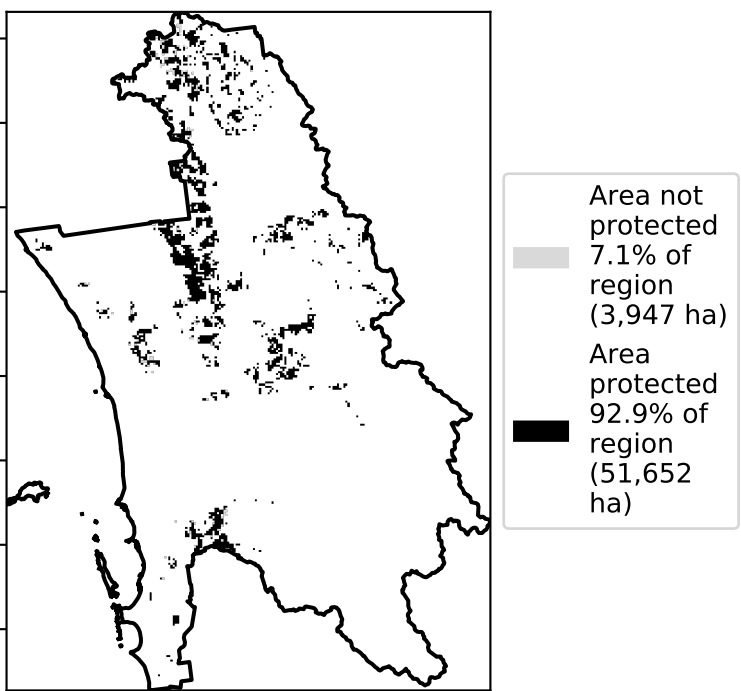 Area not
protected
7.1% of
region
(3,947 ha)
Area
protected
92.9% of
region
(51,652
ha)